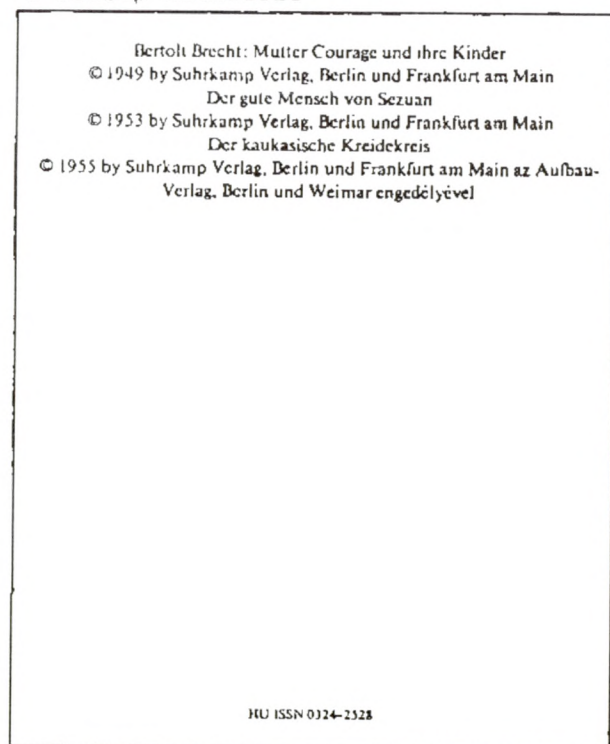 Bertolt Brecht: Mutter Courage und ihre Kinder
© 1949 by Suhrkamp Verlag, Berlin und Frankfurt am Main
Der gute Mensch von Sezuan
© 1953 by Suhrkamp Verlag, Berlin und Frankfurt am Main
Der kaukasische Kreidekreis
© 1955 by Suhrkamp Verlag, Berlin und Frankfurt am Main az Aufbau-
Verlag, Berlin und Weimar engedélyével
HU ISSN 0324-2528